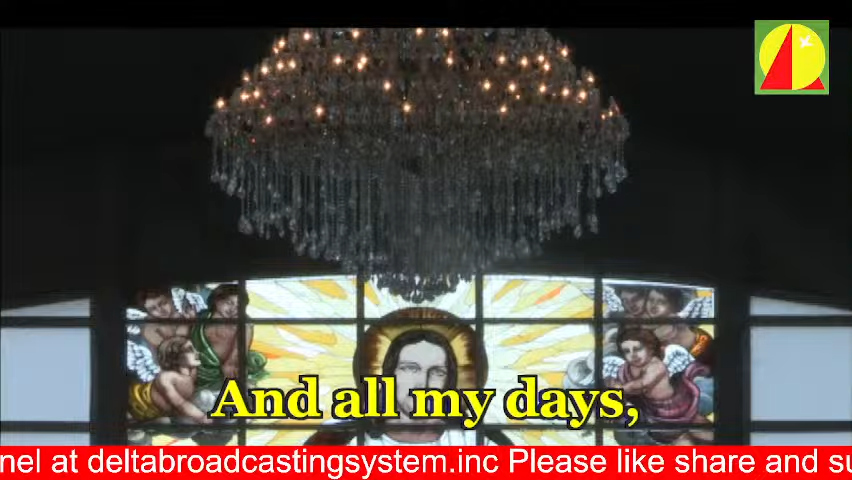 And all my days,
nel at deltabroadcastingsystem.inc Please like share and su